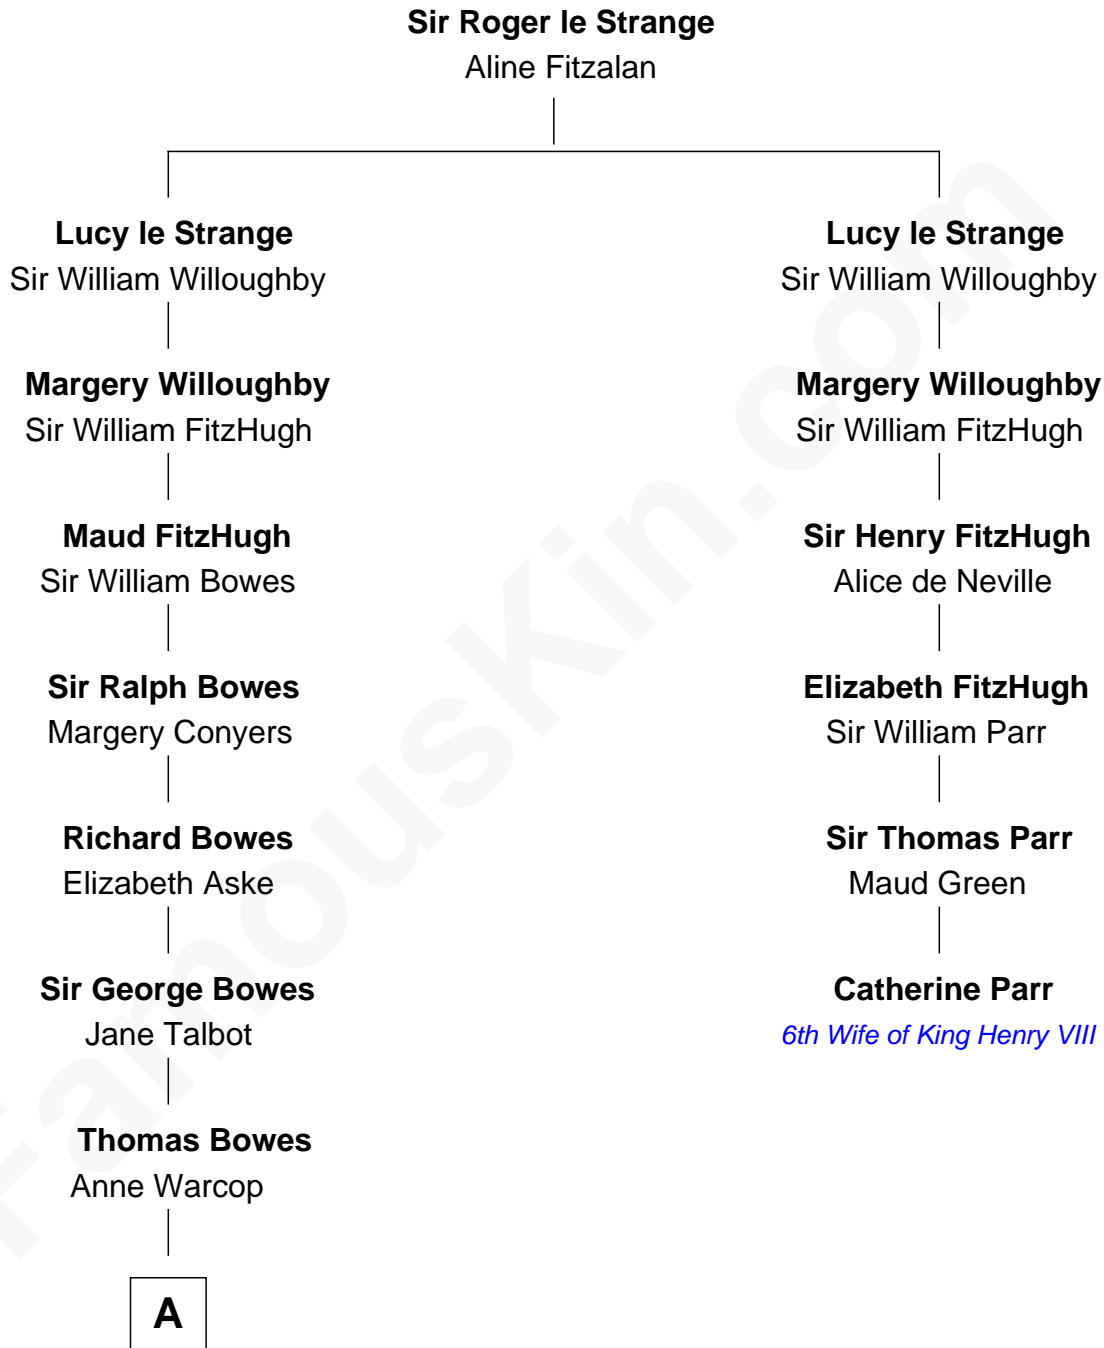 Sir Roger le Strange
Aline Fitzalan
Lucy le Strange
Sir William Willoughby
Margery Willoughby
Sir William FitzHugh
Maud FitzHugh
Sir William Bowes
Sir Ralph Bowes
Margery Conyers
Richard Bowes
Elizabeth Aske
Sir George Bowes
Jane Talbot
Thomas Bowes
Anne Warcop
A
Lucy le Strange
Sir William Willoughby
Margery Willoughby
Sir William FitzHugh
Sir Henry FitzHugh
Alice de Neville
Elizabeth FitzHugh
Sir William Parr
Sir Thomas Parr
Maud Green
Catherine Parr
6th Wife of King Henry VIII
FamousKin.com